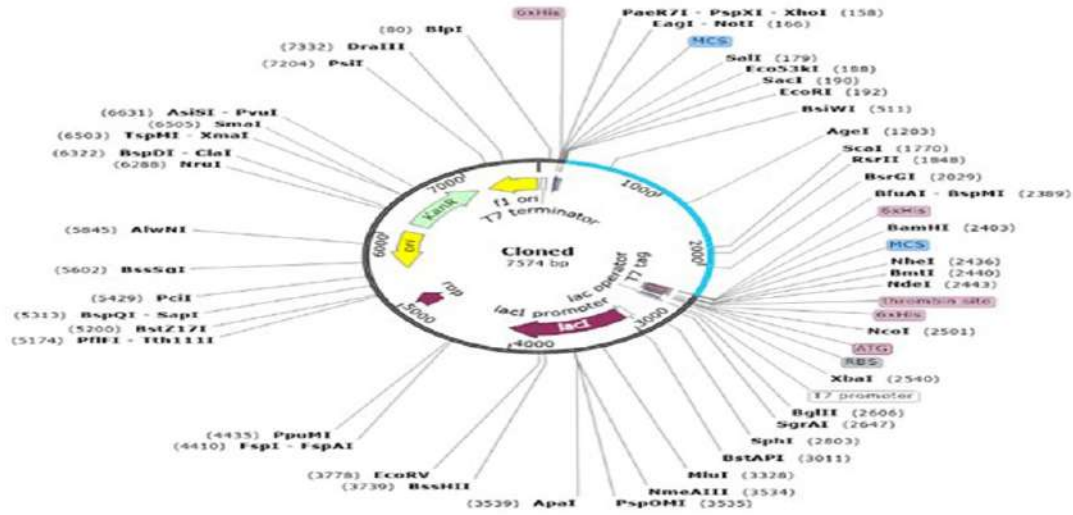 6xHis
PaeR7I - PspXI - XhoI (158)
EagI - NotI (166)
MCS
SalI (179)
Eco53kI (188)
SacI (190)
EcoRI (192)
BsiWI (511)
AgeI (1203)
ScaI (1770)
RsrII (1848)
BsrGI (2029)
BfuAI - BspMI (2389)
6xHis
BamHI (2403)
MCS
NheI (2436)
BmtI (2440)
NdeI (2443)
thrombin site
6xHis
NcoI (2501)
ATG
RBS
XbaI (2540)
T7 promoter
BglII (2606)
SgrAI (2647)
SphI (2803)
BstAPI (3011)
MluI (3328)
NmeAIII (3534)
PspOMI (3535)
(3539) ApaI
(3739) BssHII
(3778) EcoRV
(4410) FspI - FspAI
(4435) PpuMI
(5174) PflFI - Tth111I
(5200) BstZ17I
(5313) BspQI - SapI
(5429) PciI
(5602) BssSαI
(5845) AlwNI
(6288) NruI
(6322) BspDI - ClaI
(6503) TspMI - XmaI
(6505) SmaI
(6631) AsiSI - PvuI
(7204) PsiI
(7332) DraIII
(80) BlpI
1000
2000
3000
4000
5000
6000
7000
f1 ori
T7 terminator
KanR
ori
rop
lacI
lacI promoter
lac operator
T7 tag
Cloned
7574 bp